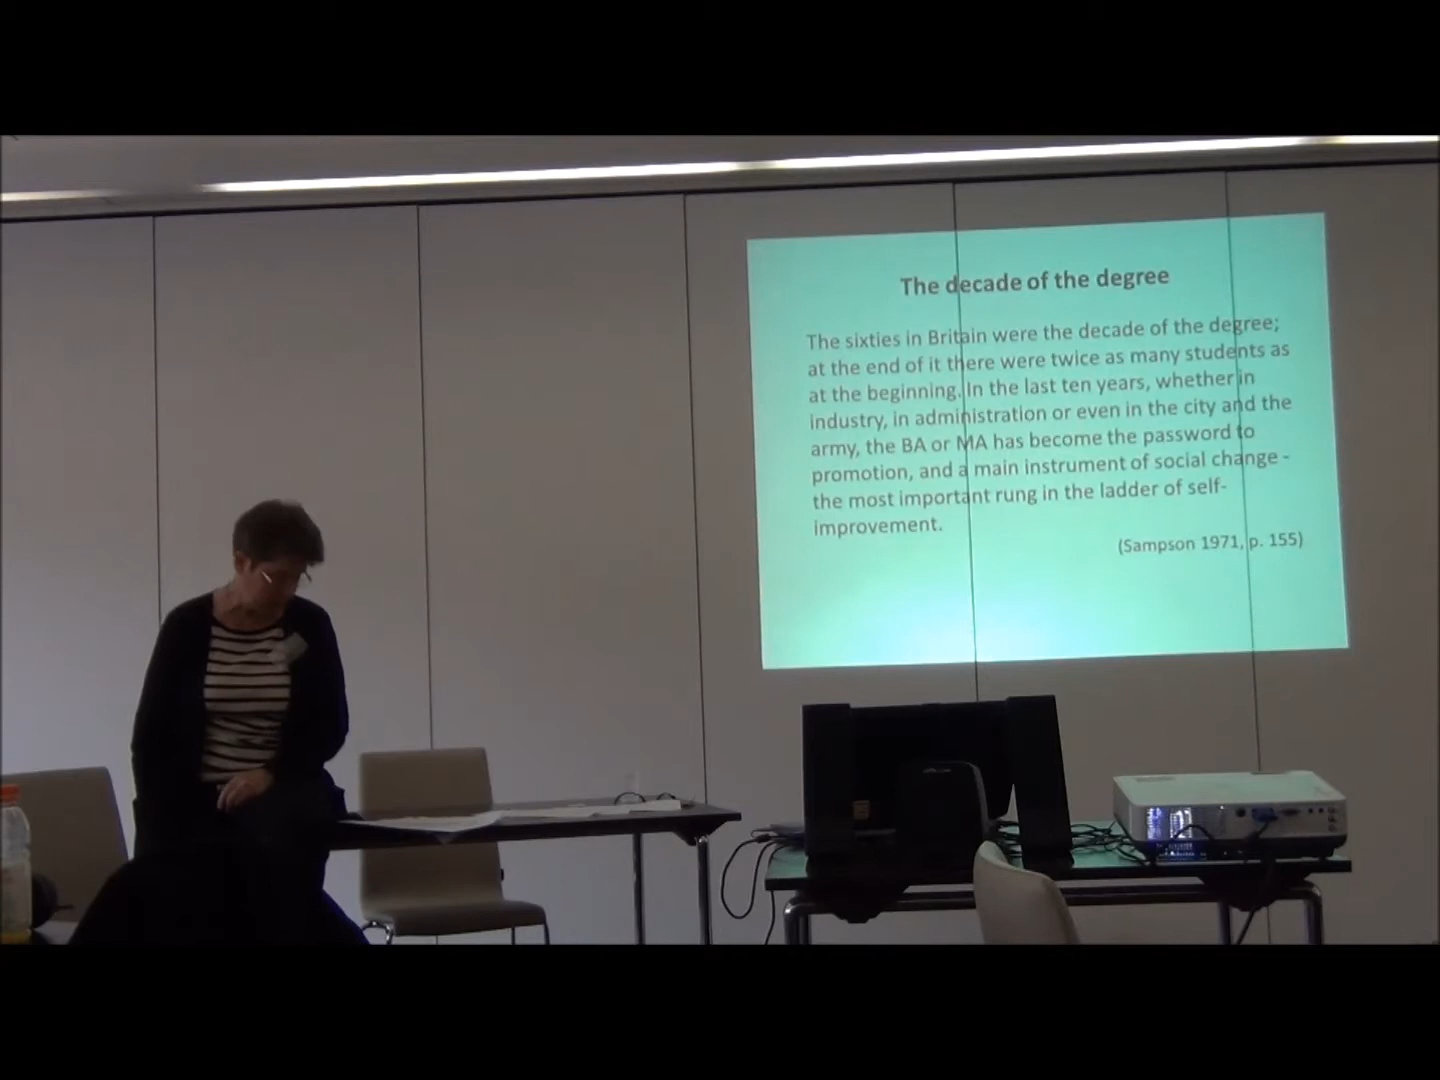 The decade of the degree
The sixties in Britain were the decade of the degree;
at the end of it there were twice as many students as
at the beginning. In the last ten years, whether in
industry, in administration or even in the city and the
army, the BA or MA has become the password to
promotion, and a main instrument of social change -
the most important rung in the ladder of self-
improvement.
(Sampson 1971, p. 155)